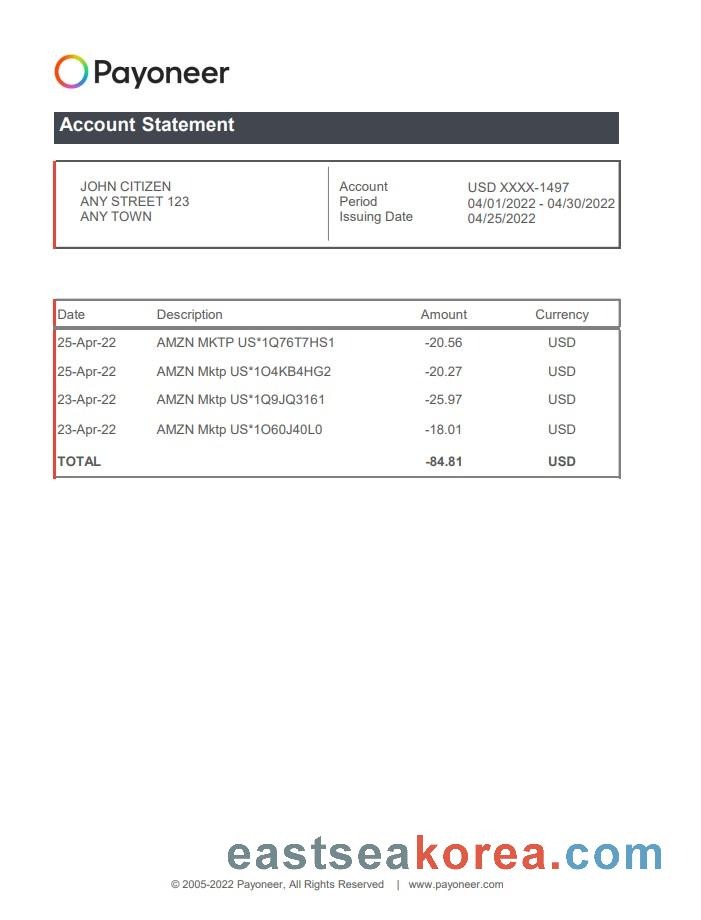 Payoneer
Account Statement
JOHN CITIZEN
ANY STREET 123
ANY TOWN
Account USD XXXX-1497
Period 04/01/2022 - 04/30/2022
Issuing Date 04/25/2022
Date Description Amount Currency
25-Apr-22 AMZN MKTP US*1Q76T7HS1 -20.56 USD
25-Apr-22 AMZN Mktp US*1O4KB4HG2 -20.27 USD
23-Apr-22 AMZN Mktp US*1Q9JQ3161 -25.97 USD
23-Apr-22 AMZN Mktp US*1O60J40L0 -18.01 USD
TOTAL -84.81 USD
eastseakorea.com
© 2005-2022 Payoneer, All Rights Reserved | www.payoneer.com